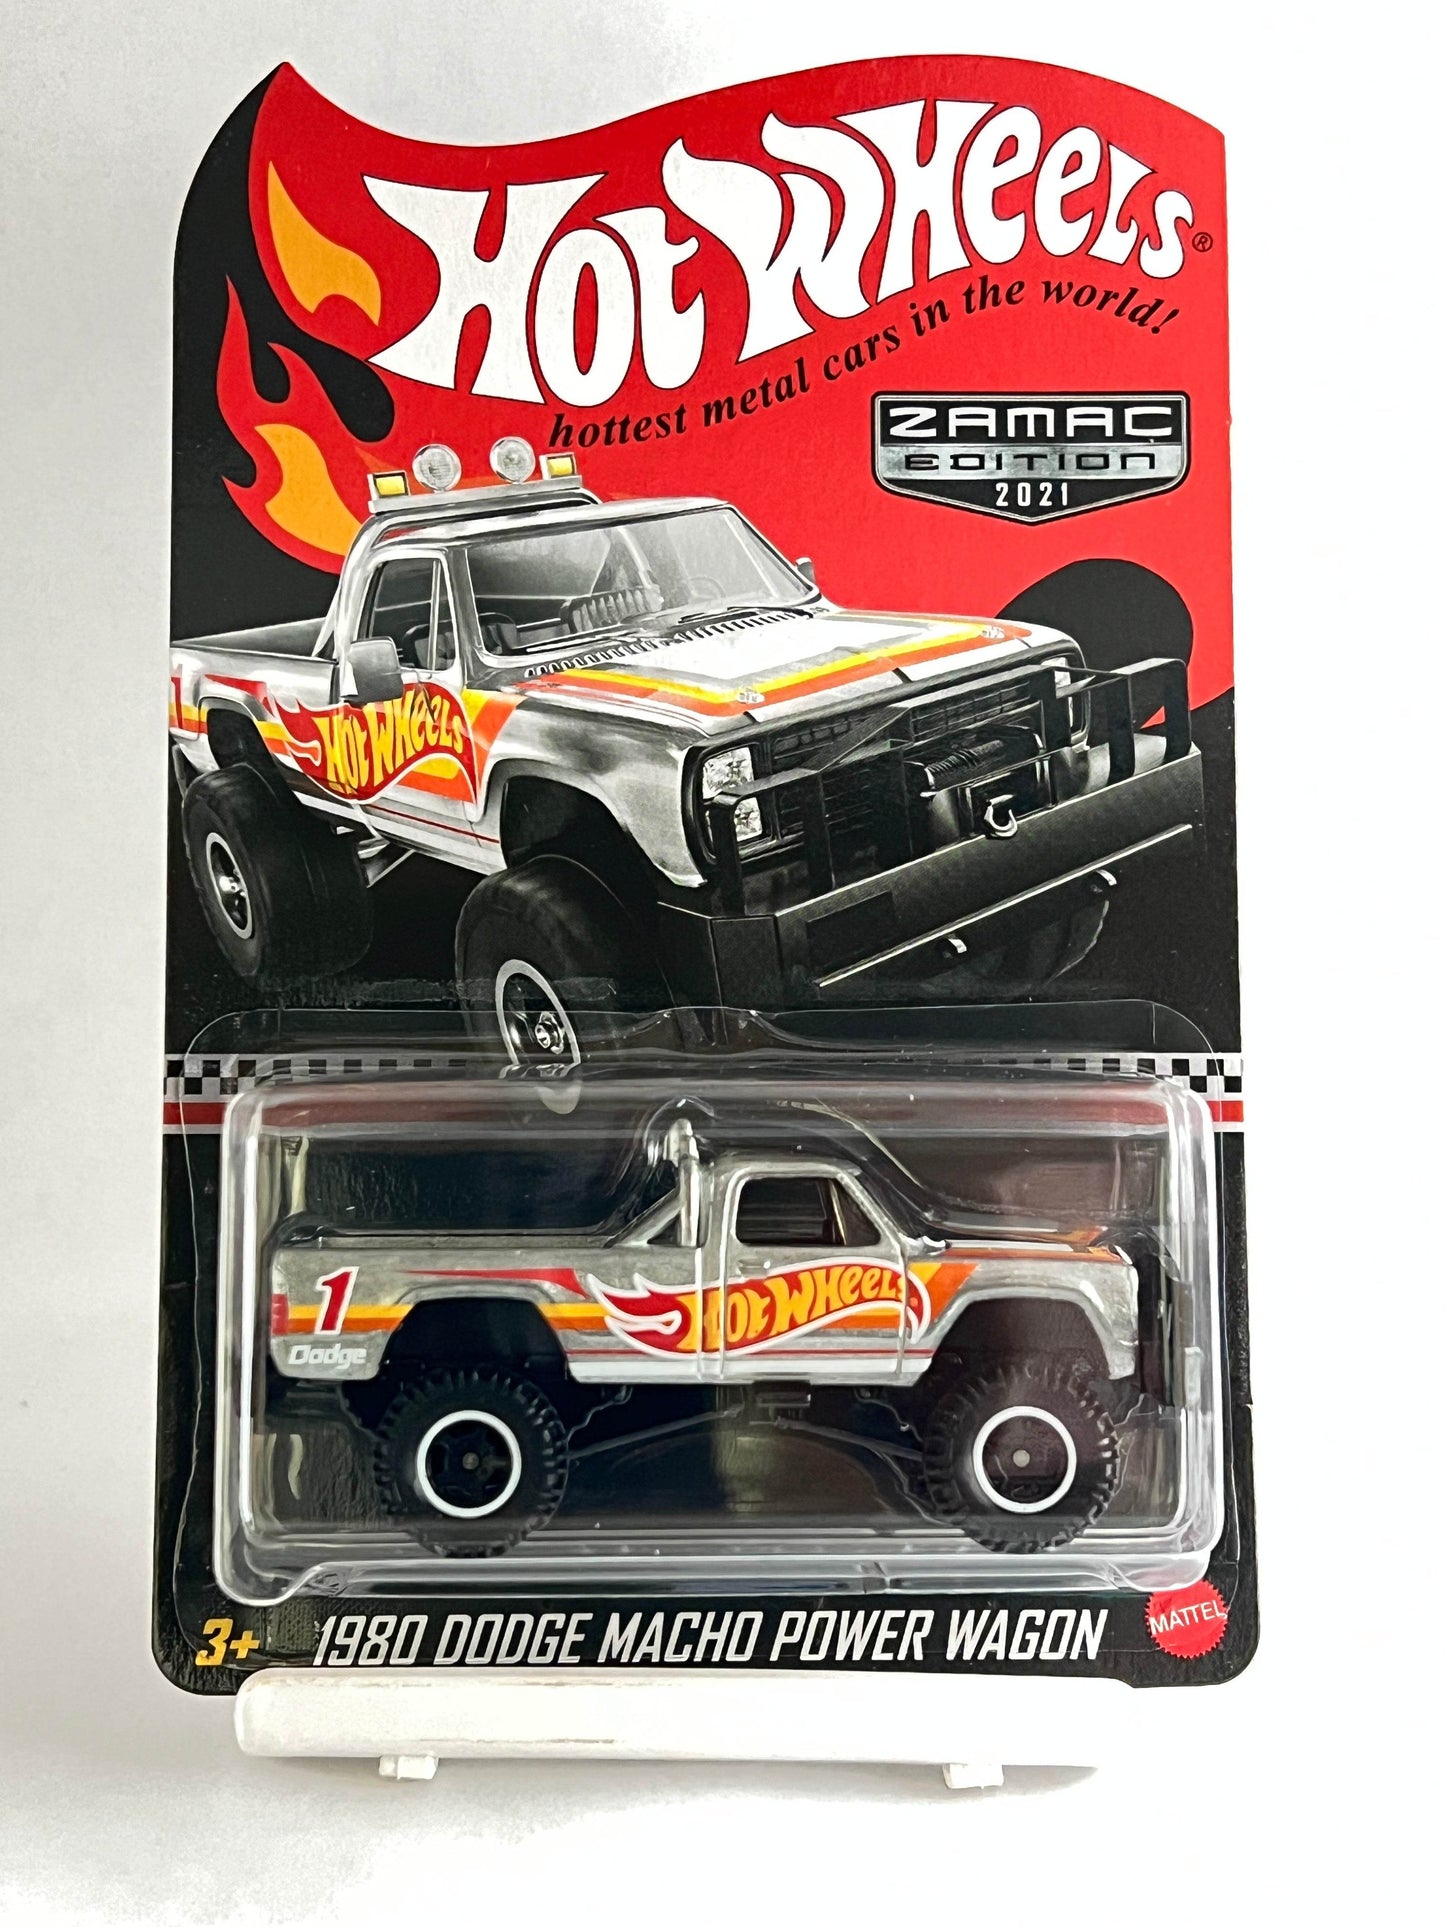 Hot Wheels®
hottest metal cars in the world!
ZAMAC
EDITION
2021
1
Hot Wheels
1
Hot Wheels
Dodge
3+
1980 DODGE MACHO POWER WAGON
MATTEL